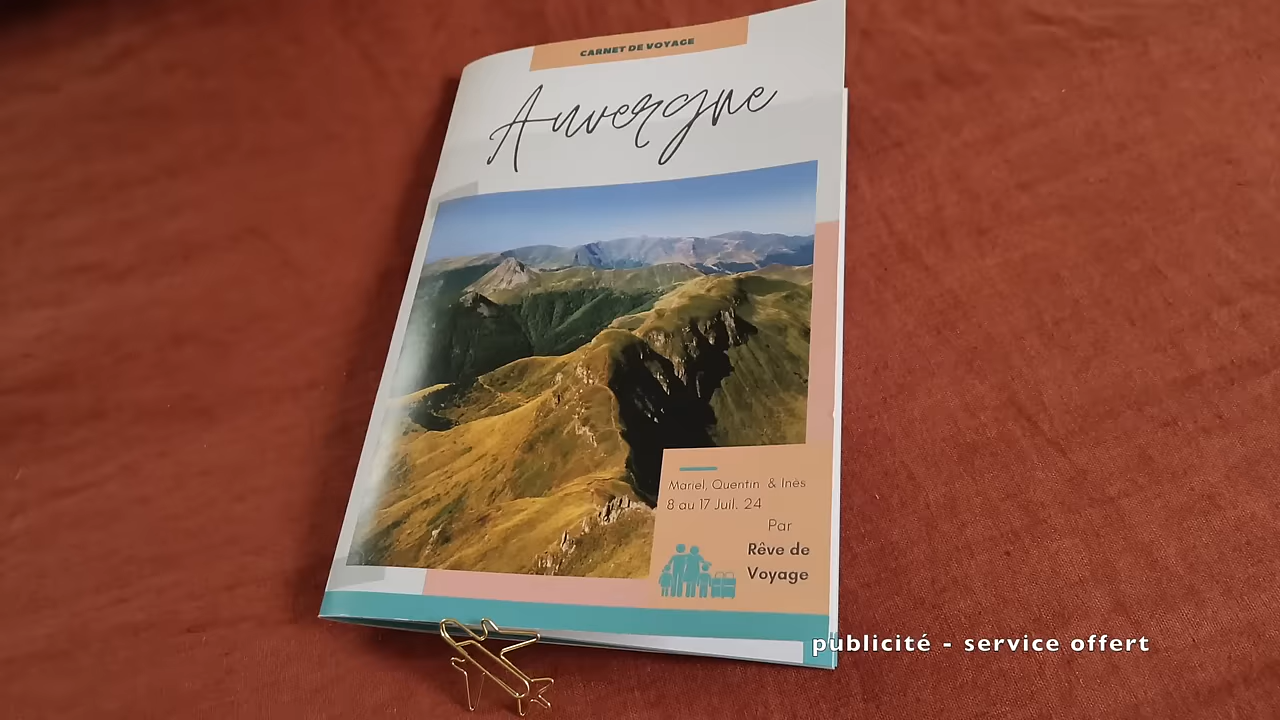 CARNET DE VOYAGE
Auvergne
Mariel, Quentin & Inès
8 au 17 Juil. 24
Par
Rêve de
Voyage
publicité - service offert